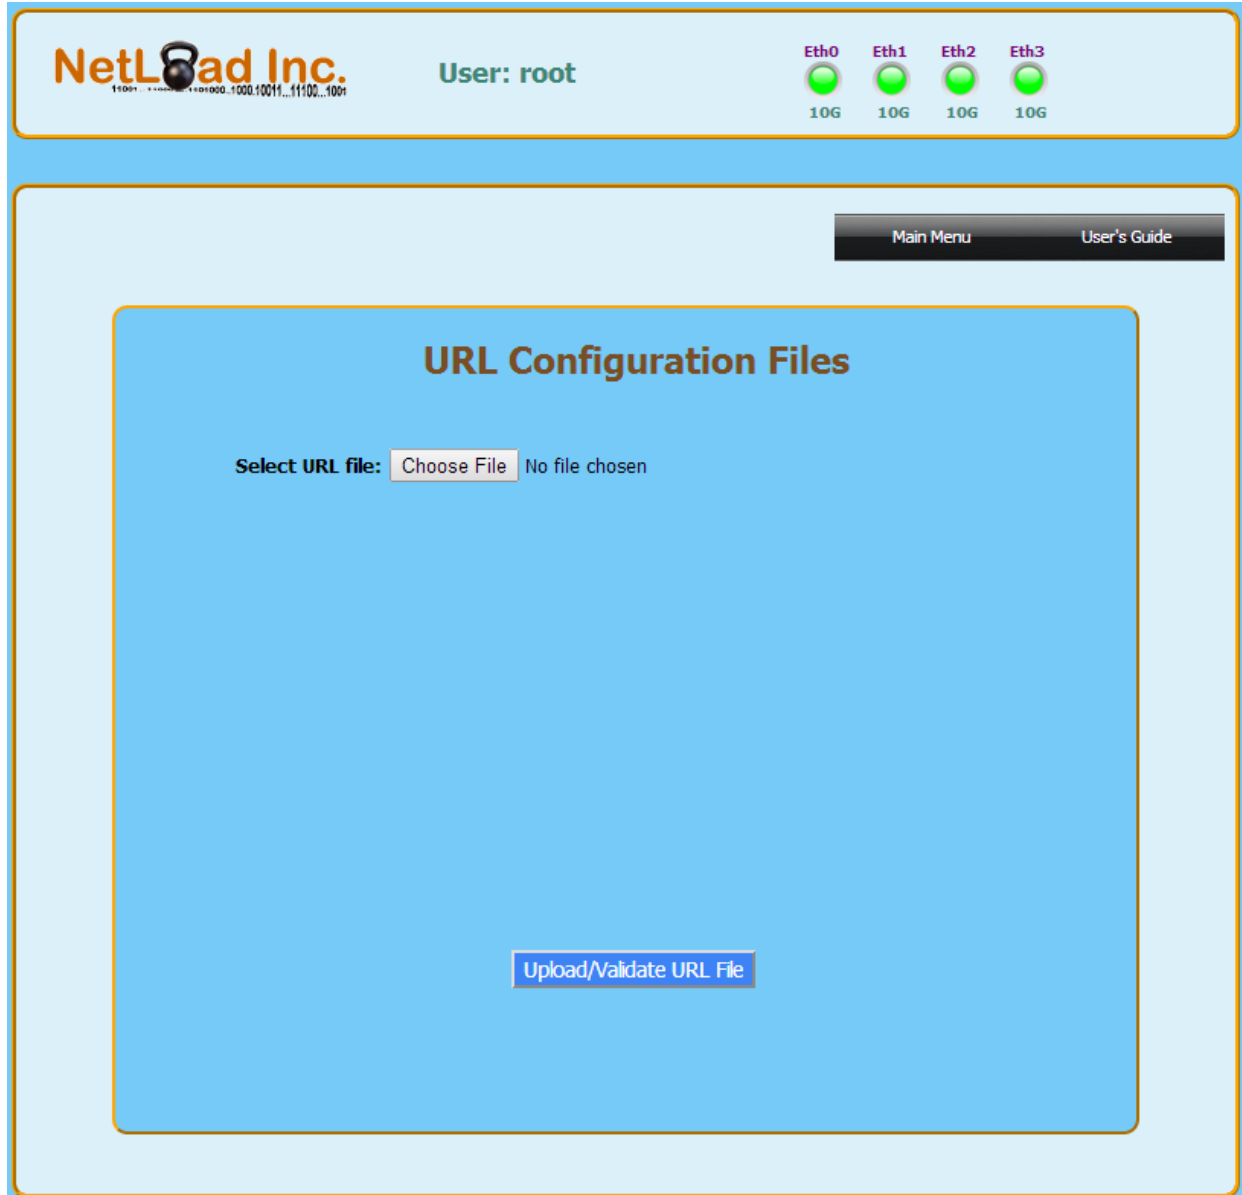 NetLoad Inc.
User: root
Eth0 Eth1 Eth2 Eth3
10G 10G 10G 10G
Main Menu User's Guide
URL Configuration Files
Select URL file: Choose File No file chosen
Upload/Validate URL File